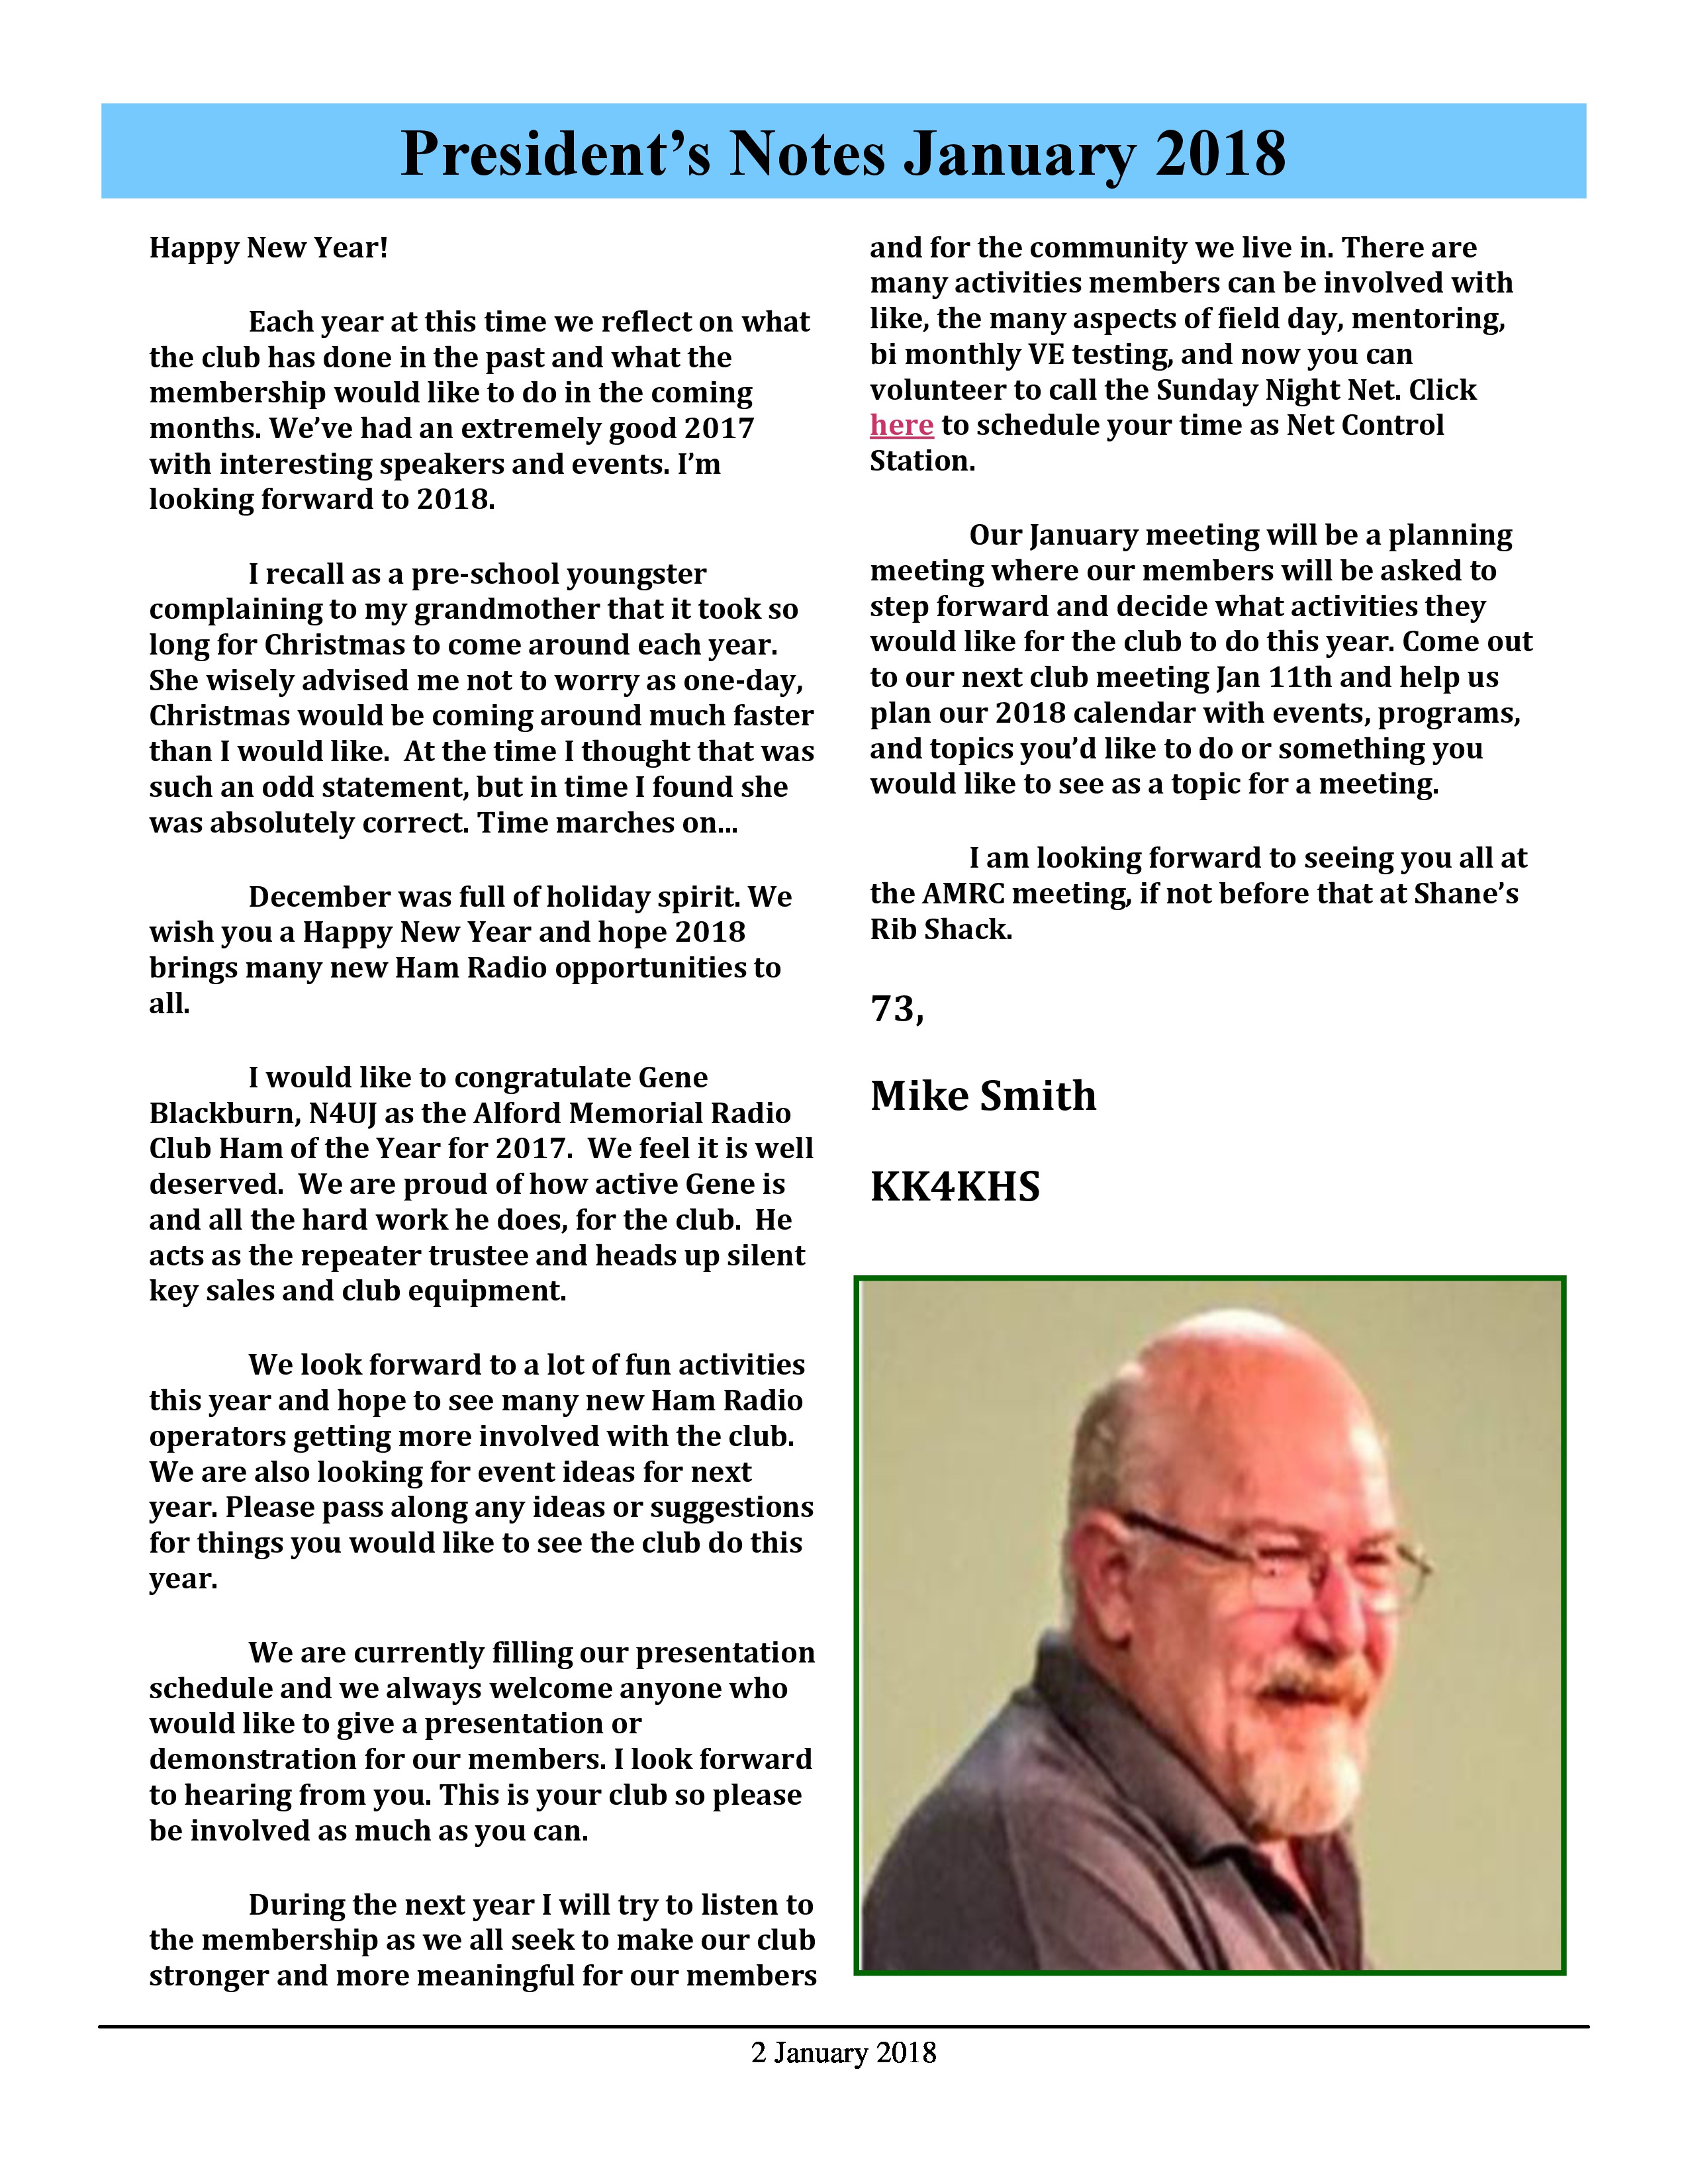 President's Notes January 2018
Happy New Year!
Each year at this time we reflect on what
the club has done in the past and what the
membership would like to do in the coming
months. We've had an extremely good 2017
with interesting speakers and events. I'm
looking forward to 2018.
I recall as a pre-school youngster
complaining to my grandmother that it took so
long for Christmas to come around each year.
She wisely advised me not to worry as one-day,
Christmas would be coming around much faster
than I would like.  At the time I thought that was
such an odd statement, but in time I found she
was absolutely correct. Time marches on...
December was full of holiday spirit. We
wish you a Happy New Year and hope 2018
brings many new Ham Radio opportunities to
all.
I would like to congratulate Gene
Blackburn, N4UJ as the Alford Memorial Radio
Club Ham of the Year for 2017.  We feel it is well
deserved.  We are proud of how active Gene is
and all the hard work he does, for the club.  He
acts as the repeater trustee and heads up silent
key sales and club equipment.
We look forward to a lot of fun activities
this year and hope to see many new Ham Radio
operators getting more involved with the club.
We are also looking for event ideas for next
year. Please pass along any ideas or suggestions
for things you would like to see the club do this
year.
We are currently filling our presentation
schedule and we always welcome anyone who
would like to give a presentation or
demonstration for our members. I look forward
to hearing from you. This is your club so please
be involved as much as you can.
During the next year I will try to listen to
the membership as we all seek to make our club
stronger and more meaningful for our members
and for the community we live in. There are
many activities members can be involved with
like, the many aspects of field day, mentoring,
bi monthly VE testing, and now you can
volunteer to call the Sunday Night Net. Click
here to schedule your time as Net Control
Station.
Our January meeting will be a planning
meeting where our members will be asked to
step forward and decide what activities they
would like for the club to do this year. Come out
to our next club meeting Jan 11th and help us
plan our 2018 calendar with events, programs,
and topics you'd like to do or something you
would like to see as a topic for a meeting.
I am looking forward to seeing you all at
the AMRC meeting, if not before that at Shane's
Rib Shack.
73,
Mike Smith
KK4KHS
2 January 2018